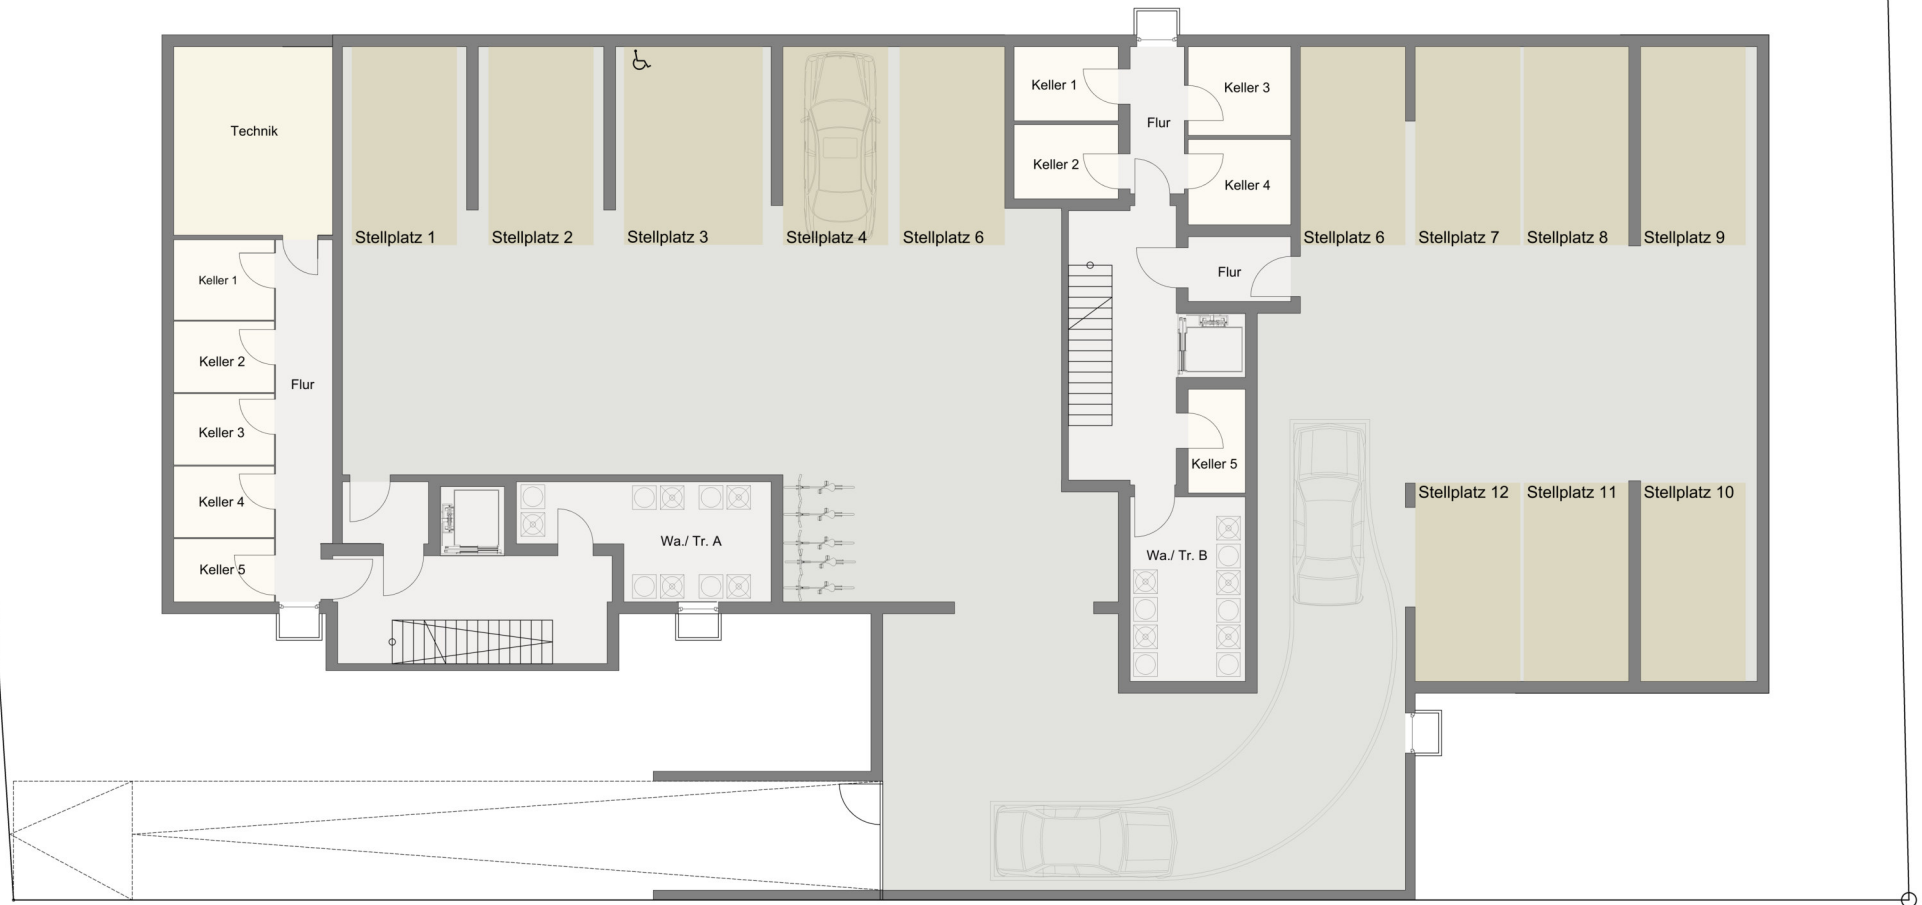 Technik
Keller 1
Keller 2
Keller 3
Keller 4
Keller 5
Flur
Stellplatz 1
Stellplatz 2
Stellplatz 3
Stellplatz 4
Stellplatz 6
Wa./ Tr. A
Keller 1
Keller 2
Flur
Keller 3
Keller 4
Flur
Keller 5
Wa./ Tr. B
Stellplatz 6
Stellplatz 7
Stellplatz 8
Stellplatz 9
Stellplatz 12
Stellplatz 11
Stellplatz 10